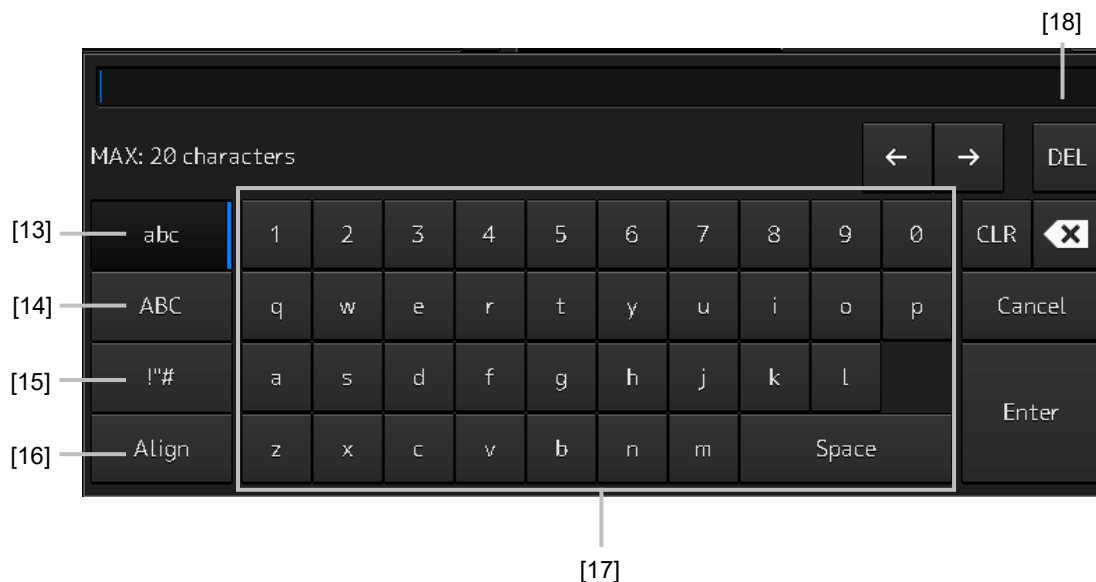 [18]
MAX: 20 characters ← → DEL
[13] abc 1 2 3 4 5 6 7 8 9 0 CLR
[14] ABC q w e r t y u i o p Cancel
[15] !"# a s d f g h j k l
Enter
[16] Align z x c v b n m Space
[17]